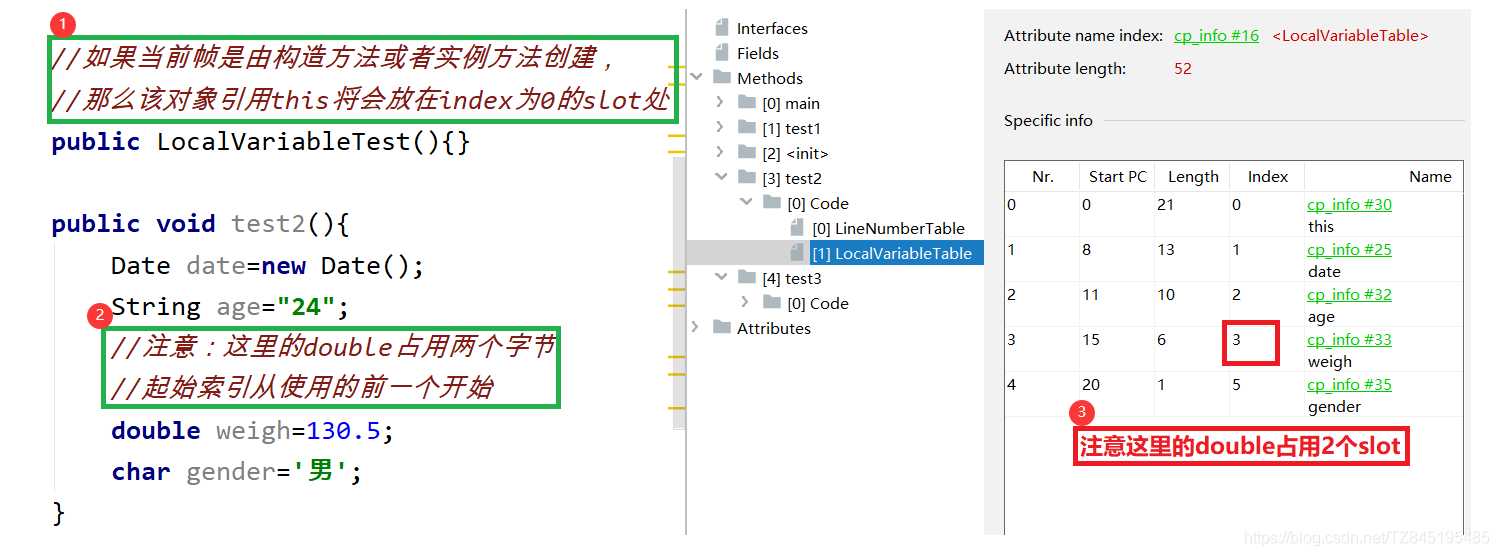 1
//如果当前帧是由构造方法或者实例方法创建，
//那么该对象引用this将会放在index为0的slot处
public LocalVariableTest(){}
public void test2(){
Date date=new Date();
String age="24";
2
//注意：这里的double占用两个字节
//起始索引从使用的前一个开始
double weigh=130.5;
char gender='男';
}
Interfaces
Fields
Methods
[0] main
[1] test1
[2] <init>
[3] test2
[0] Code
[0] LineNumberTable
[1] LocalVariableTable
[4] test3
[0] Code
Attributes
Attribute name index: cp_info #16 <LocalVariableTable>
Attribute length: 52
Specific info
Nr. Start PC Length Index Name
0 0 21 0 cp_info #30
this
1 8 13 1 cp_info #25
date
2 11 10 2 cp_info #32
age
3 15 6 3 cp_info #33
weigh
4 20 1 5 cp_info #35
gender
3
注意这里的double占用2个slot
https://blog.csdn.net/TZ845195485